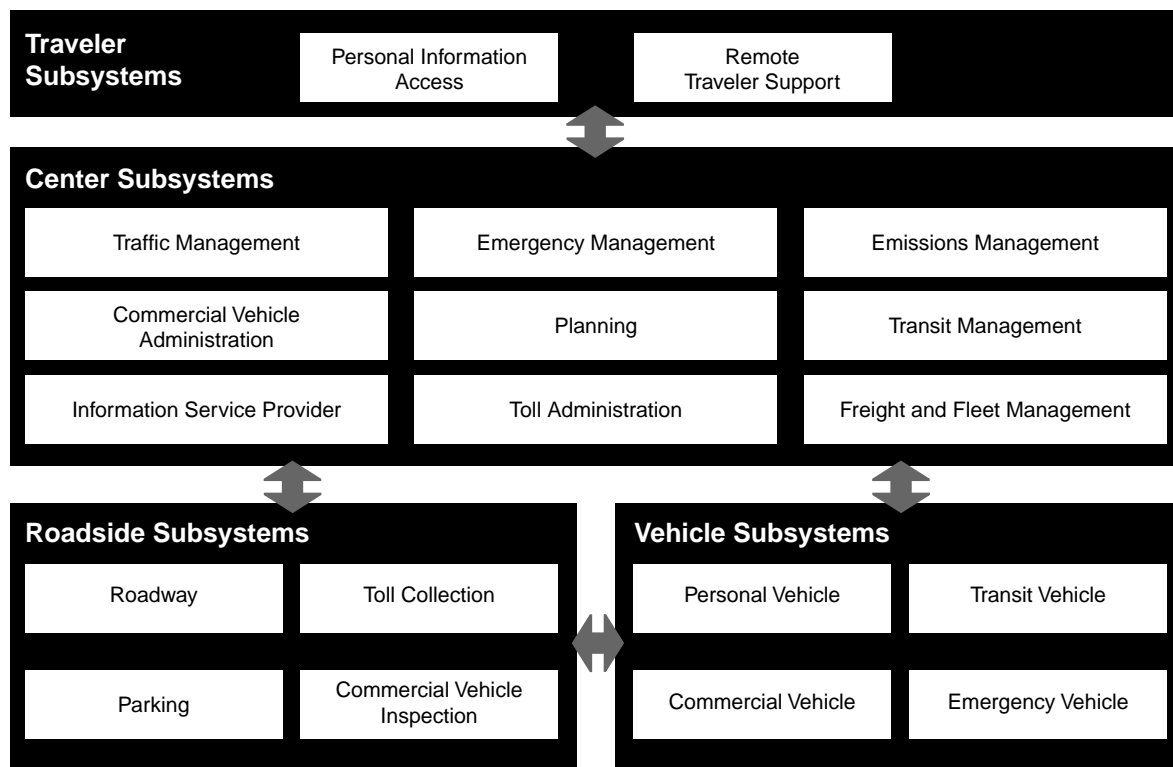 Traveler
Subsystems
Personal Information
Access
Remote
Traveler Support
Center Subsystems
Traffic Management
Emergency Management
Emissions Management
Commercial Vehicle
Administration
Planning
Transit Management
Information Service Provider
Toll Administration
Freight and Fleet Management
Roadside Subsystems
Roadway
Toll Collection
Parking
Commercial Vehicle
Inspection
Vehicle Subsystems
Personal Vehicle
Transit Vehicle
Commercial Vehicle
Emergency Vehicle